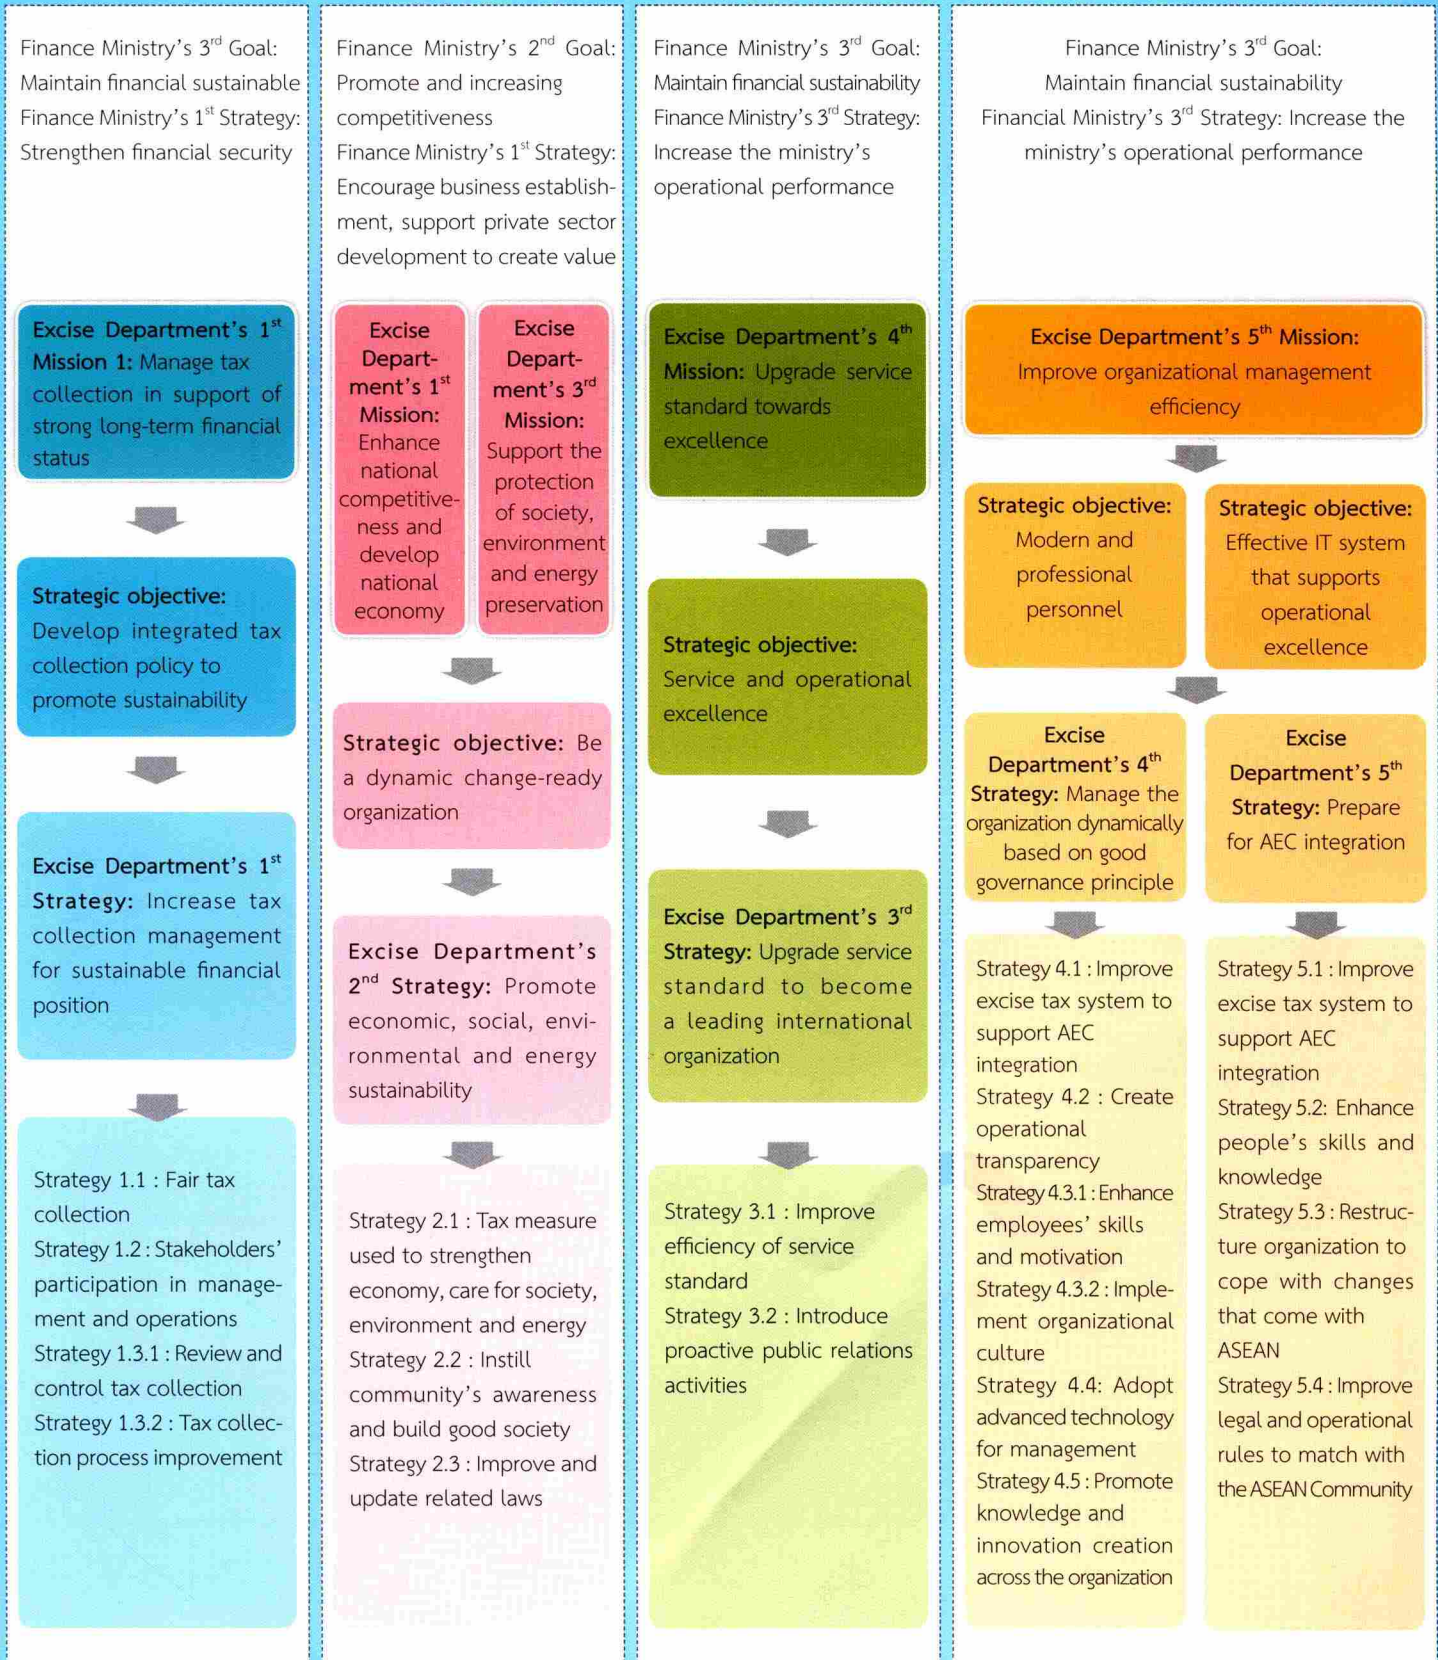 Finance Ministry's 3rd Goal:
Maintain financial sustainable
Finance Ministry's 1st Strategy:
Strengthen financial security
Excise Department's 1st
Mission 1: Manage tax
collection in support of
strong long-term financial
status
Strategic objective:
Develop integrated tax
collection policy to
promote sustainability
Excise Department's 1st
Strategy: Increase tax
collection management
for sustainable financial
position
Strategy 1.1 : Fair tax
collection
Strategy 1.2 : Stakeholders'
participation in manage-
ment and operations
Strategy 1.3.1 : Review and
control tax collection
Strategy 1.3.2 : Tax collec-
tion process improvement
Finance Ministry's 2nd Goal:
Promote and increasing
competitiveness
Finance Ministry's 1st Strategy:
Encourage business establish-
ment, support private sector
development to create value
Excise
Depart-
ment's 1st
Mission:
Enhance
national
competitive-
ness and
develop
national
economy
Excise
Depart-
ment's 3rd
Mission:
Support the
protection
of society,
environment
and energy
preservation
Strategic objective: Be
a dynamic change-ready
organization
Excise Department's
2nd Strategy: Promote
economic, social, envi-
ronmental and energy
sustainability
Strategy 2.1 : Tax measure
used to strengthen
economy, care for society,
environment and energy
Strategy 2.2 : Instill
community's awareness
and build good society
Strategy 2.3 : Improve and
update related laws
Finance Ministry's 3rd Goal:
Maintain financial sustainability
Finance Ministry's 3rd Strategy:
Increase the ministry's
operational performance
Excise Department's 4th
Mission: Upgrade service
standard towards
excellence
Strategic objective:
Service and operational
excellence
Excise Department's 3rd
Strategy: Upgrade service
standard to become
a leading international
organization
Strategy 3.1 : Improve
efficiency of service
standard
Strategy 3.2 : Introduce
proactive public relations
activities
Finance Ministry's 3rd Goal:
Maintain financial sustainability
Financial Ministry's 3rd Strategy: Increase the
ministry's operational performance
Excise Department's 5th Mission:
Improve organizational management
efficiency
Strategic objective:
Modern and
professional
personnel
Strategic objective:
Effective IT system
that supports
operational
excellence
Excise
Department's 4th
Strategy: Manage the
organization dynamically
based on good
governance principle
Excise
Department's 5th
Strategy: Prepare
for AEC integration
Strategy 4.1 : Improve
excise tax system to
support AEC
integration
Strategy 4.2 : Create
operational
transparency
Strategy 4.3.1 : Enhance
employees' skills
and motivation
Strategy 4.3.2 : Imple-
ment organizational
culture
Strategy 4.4: Adopt
advanced technology
for management
Strategy 4.5 : Promote
knowledge and
innovation creation
across the organization
Strategy 5.1 : Improve
excise tax system to
support AEC
integration
Strategy 5.2: Enhance
people's skills and
knowledge
Strategy 5.3 : Restruc-
ture organization to
cope with changes
that come with
ASEAN
Strategy 5.4 : Improve
legal and operational
rules to match with
the ASEAN Community